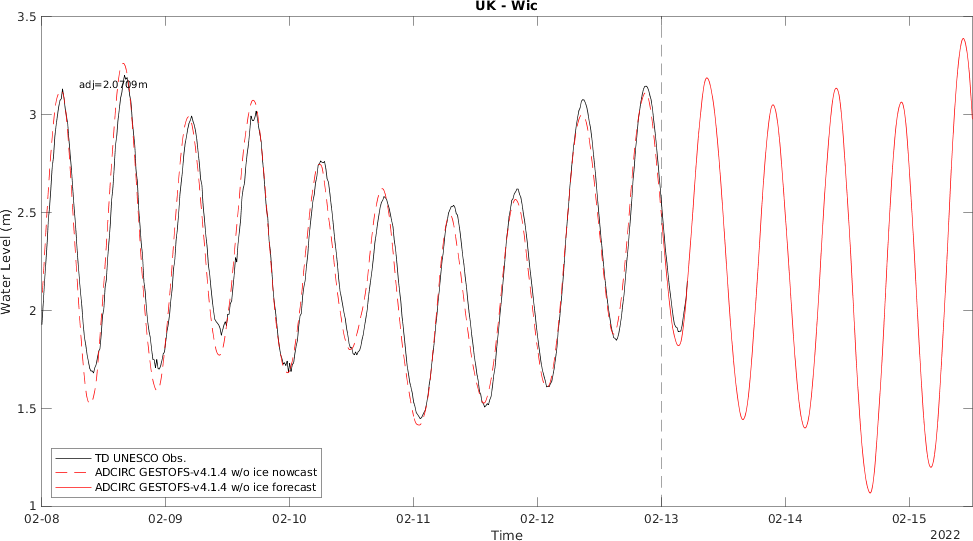 UK - Wic
3.5
3
2.5
2
1.5
1
Water Level (m)
adj=2.0709m
TD UNESCO Obs.
ADCIRC GESTOFS-v4.1.4 w/o ice nowcast
ADCIRC GESTOFS-v4.1.4 w/o ice forecast
02-08 02-09 02-10 02-11 02-12 02-13 02-14 02-15
Time
2022